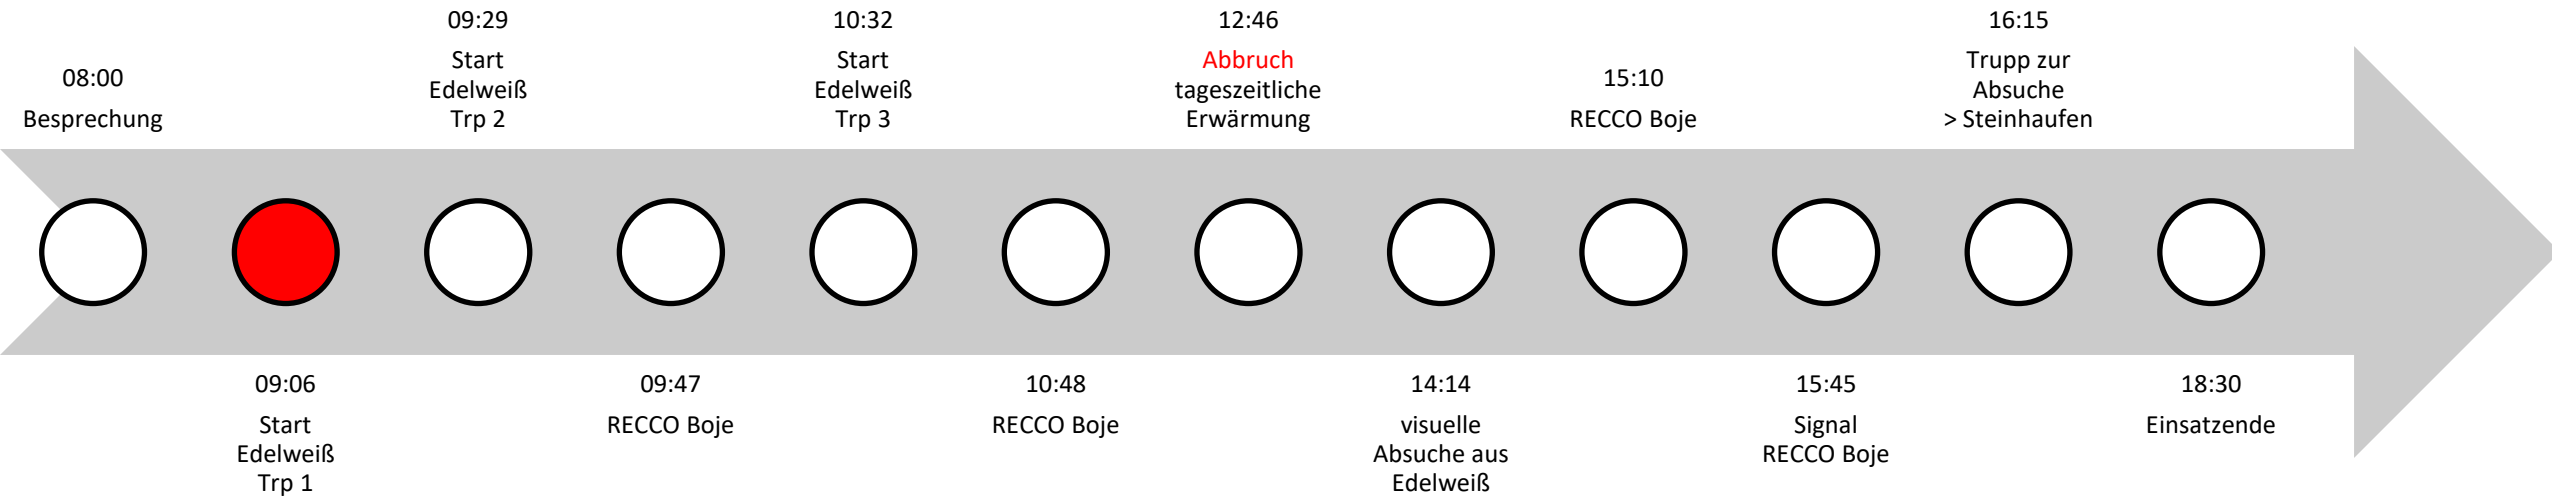 08:00
Besprechung
09:06
Start
Edelweiß
Trp 1
09:29
Start
Edelweiß
Trp 2
09:47
RECCO Boje
10:32
Start
Edelweiß
Trp 3
10:48
RECCO Boje
12:46
Abbruch
tageszeitliche
Erwärmung
14:14
visuelle
Absuche aus
Edelweiß
15:10
RECCO Boje
15:45
Signal
RECCO Boje
16:15
Trupp zur
Absuche
> Steinhaufen
18:30
Einsatzende